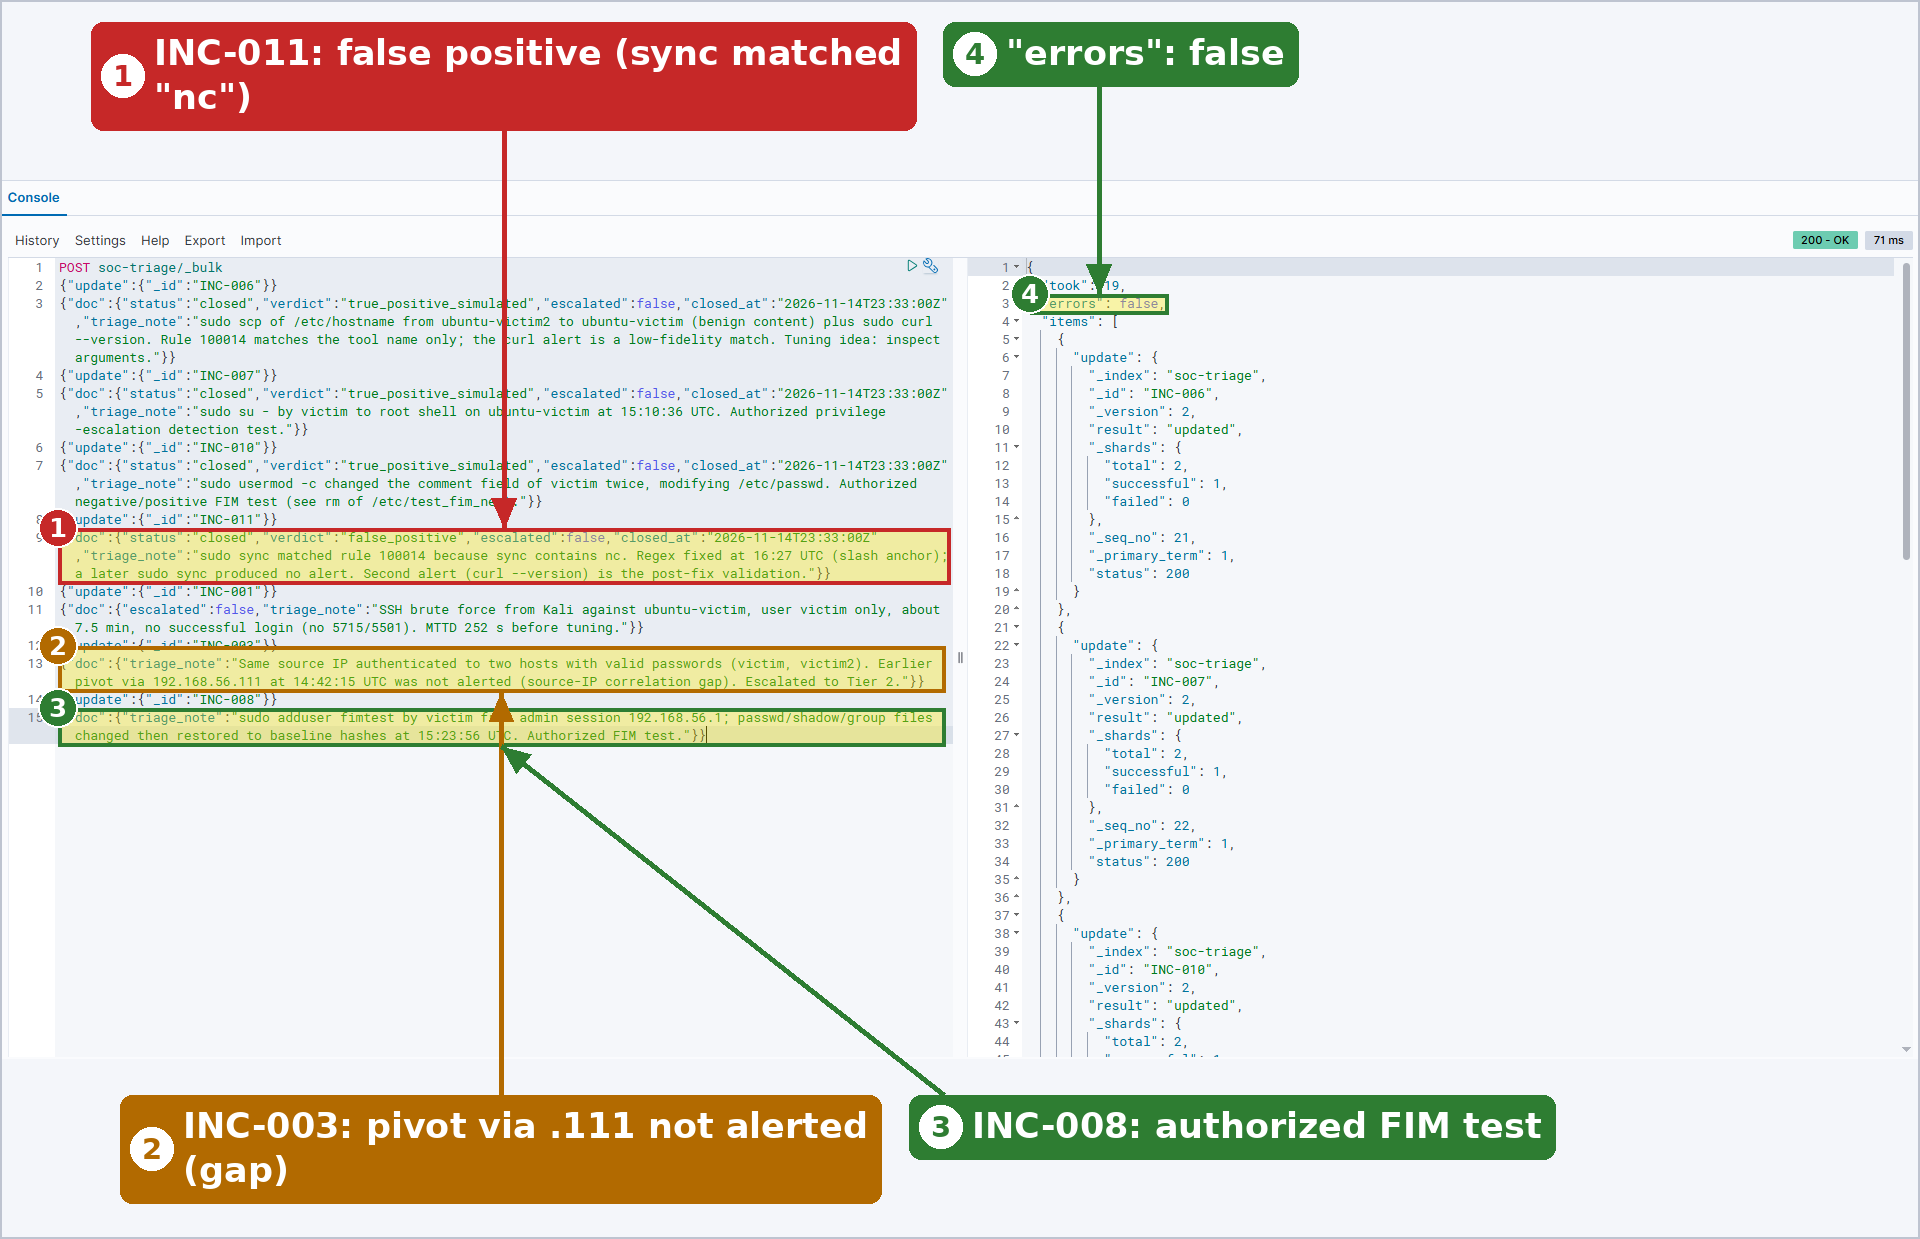 1 INC-011: false positive (sync matched
"nc")
4 "errors": false
Console
History Settings Help Export Import
200 - OK 71 ms
1 POST soc-triage/_bulk
2 {"update":{"_id":"INC-006"}}
3 {"doc":{"status":"closed","verdict":"true_positive_simulated","escalated":false,"closed_at":"2026-11-14T23:33:00Z"
,"triage_note":"sudo scp of /etc/hostname from ubuntu-victim2 to ubuntu-victim (benign content) plus sudo curl
--version. Rule 100014 matches the tool name only; the curl alert is a low-fidelity match. Tuning idea: inspect
arguments."}}
4 {"update":{"_id":"INC-007"}}
5 {"doc":{"status":"closed","verdict":"true_positive_simulated","escalated":false,"closed_at":"2026-11-14T23:33:00Z"
,"triage_note":"sudo su - by victim to root shell on ubuntu-victim at 15:10:36 UTC. Authorized privilege
-escalation detection test."}}
6 {"update":{"_id":"INC-010"}}
7 {"doc":{"status":"closed","verdict":"true_positive_simulated","escalated":false,"closed_at":"2026-11-14T23:33:00Z"
,"triage_note":"sudo usermod -c changed the comment field of victim twice, modifying /etc/passwd. Authorized
negative/positive FIM test (see rm of "}}
8 update":{"_id":"INC-011"}}
1
9 doc":{"status":"closed","verdict":"false_positive","escalated":false,"closed_at":"2026-11-14T23:33:00Z"
,"triage_note":"sudo sync matched rule 100014 because sync contains nc. Regex fixed at 16:27 UTC (slash anchor);
a later sudo sync produced no alert. Second alert (curl --version) is the post-fix validation."}}
10 {"update":{"_id":"INC-001"}}
11 {"doc":{"escalated":false,"triage_note":"SSH brute force from Kali against ubuntu-victim, user victim only, about
7.5 min, no successful login (no 5715/5501). MTTD 252 s before tuning."}}
12 update":{"_id":"INC-003"}}
2
13 doc":{"triage_note":"Same source IP authenticated to two hosts with valid passwords (victim, victim2). Earlier
pivot via 192.168.56.111 at 14:42:15 UTC was not alerted (source-IP correlation gap). Escalated to Tier 2."}}
14 update":{"_id":"INC-008"}}
3
15 doc":{"triage_note":"sudo adduser fimtest by victim admin session 192.168.56.1; passwd/shadow/group files
changed then restored to baseline hashes at 15:23:56 UTC. Authorized FIM test."}}
1 {
2 "took": 19,
4
3 "errors": false,
4 "items": [
5 {
6 "update": {
7 "_index": "soc-triage",
8 "_id": "INC-006",
9 "_version": 2,
10 "result": "updated",
11 "_shards": {
12 "total": 2,
13 "successful": 1,
14 "failed": 0
15 },
16 "_seq_no": 21,
17 "_primary_term": 1,
18 "status": 200
19 }
20 },
21 {
22 "update": {
23 "_index": "soc-triage",
24 "_id": "INC-007",
25 "_version": 2,
26 "result": "updated",
27 "_shards": {
28 "total": 2,
29 "successful": 1,
30 "failed": 0
31 },
32 "_seq_no": 22,
33 "_primary_term": 1,
34 "status": 200
35 }
36 },
37 {
38 "update": {
39 "_index": "soc-triage",
40 "_id": "INC-010",
41 "_version": 2,
42 "result": "updated",
43 "_shards": {
44 "total": 2,
2 INC-003: pivot via .111 not alerted
(gap)
3 INC-008: authorized FIM test